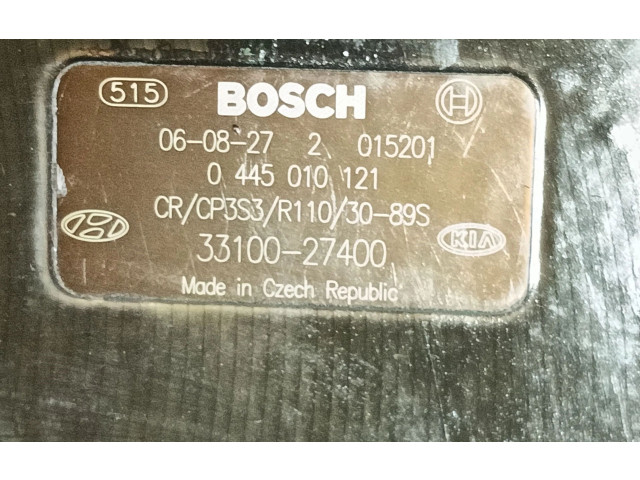 515 BOSCH
06-08-27 2 015201
0 445 010 121
CR/CP3S3/R110/30-89S
KIA
33100-27400
Made in Czech Republic